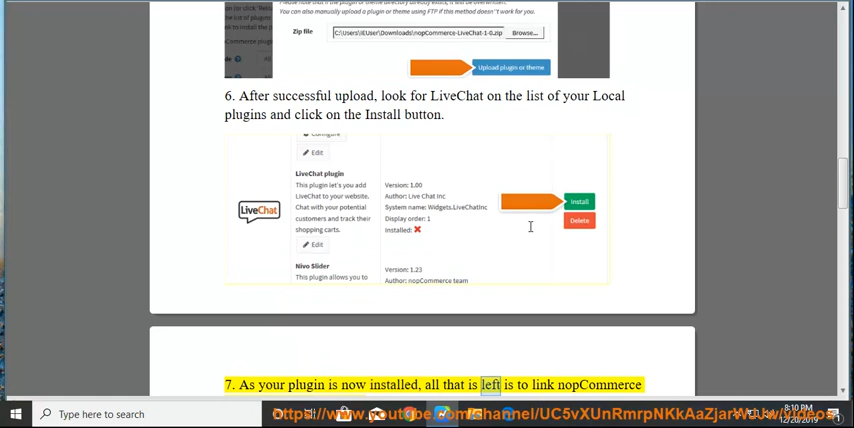 You can also manually upload a plugin or theme using FTP if this method doesn't work for you.
Zip file C:\Users\IEUser\Downloads\nopCommerce-LiveChat-1-0.zip Browse...
Upload plugin or theme
6. After successful upload, look for LiveChat on the list of your Local
plugins and click on the Install button.
Configure
Edit
LiveChat plugin
This plugin let's you add
LiveChat to your website.
Chat with your potential
customers and track their
shopping carts.
LiveChat
Version: 1.00
Author: Live Chat Inc
System name: Widgets.LiveChatInc
Display order: 1
Installed:
Install
Delete
Edit
Nivo Slider
This plugin allows you to
Version: 1.23
Author: nopCommerce team
7. As your plugin is now installed, all that is left is to link nopCommerce
Type here to search
8:10 PM
12/20/2019